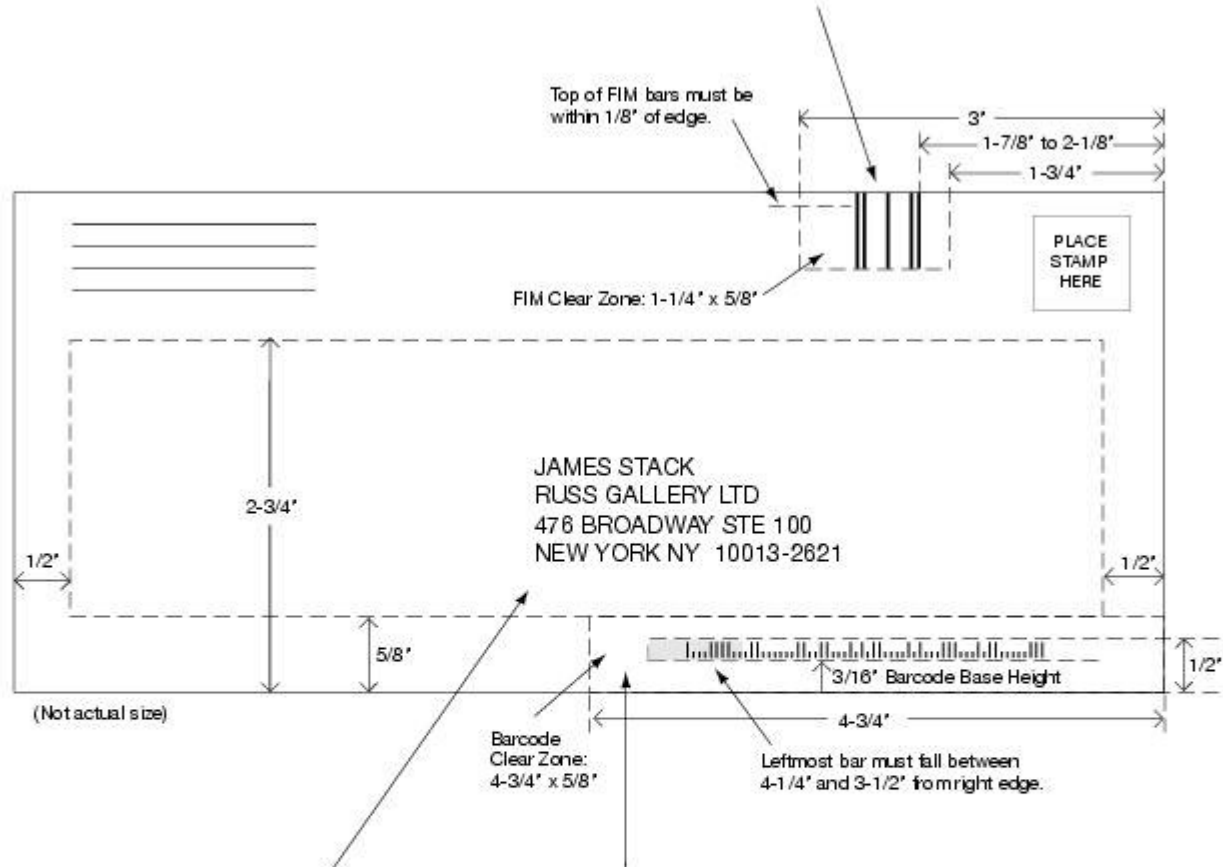 Top of FIM bars must be
within 1/8" of edge.
3"
1-7/8" to 2-1/8"
1-3/4"
PLACE
STAMP
HERE
FIM Clear Zone: 1-1/4" x 5/8"
JAMES STACK
RUSS GALLERY LTD
476 BROADWAY STE 100
NEW YORK NY 10013-2621
2-3/4"
1/2"
1/2"
5/8"
1/2"
3/16" Barcode Base Height
(Not actual size)
4-3/4"
Barcode
Clear Zone:
4-3/4" x 5/8"
Leftmost bar must fall between
4-1/4" and 3-1/2" from right edge.